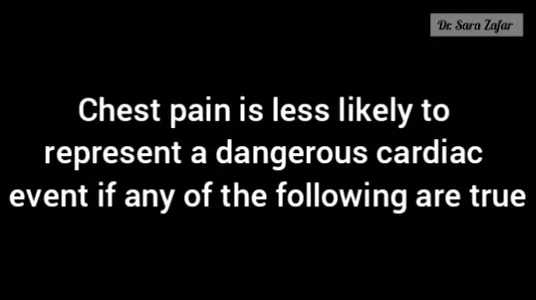 Dr. Sara Zafar
Chest pain is less likely to
represent a dangerous cardiac
event if any of the following are true